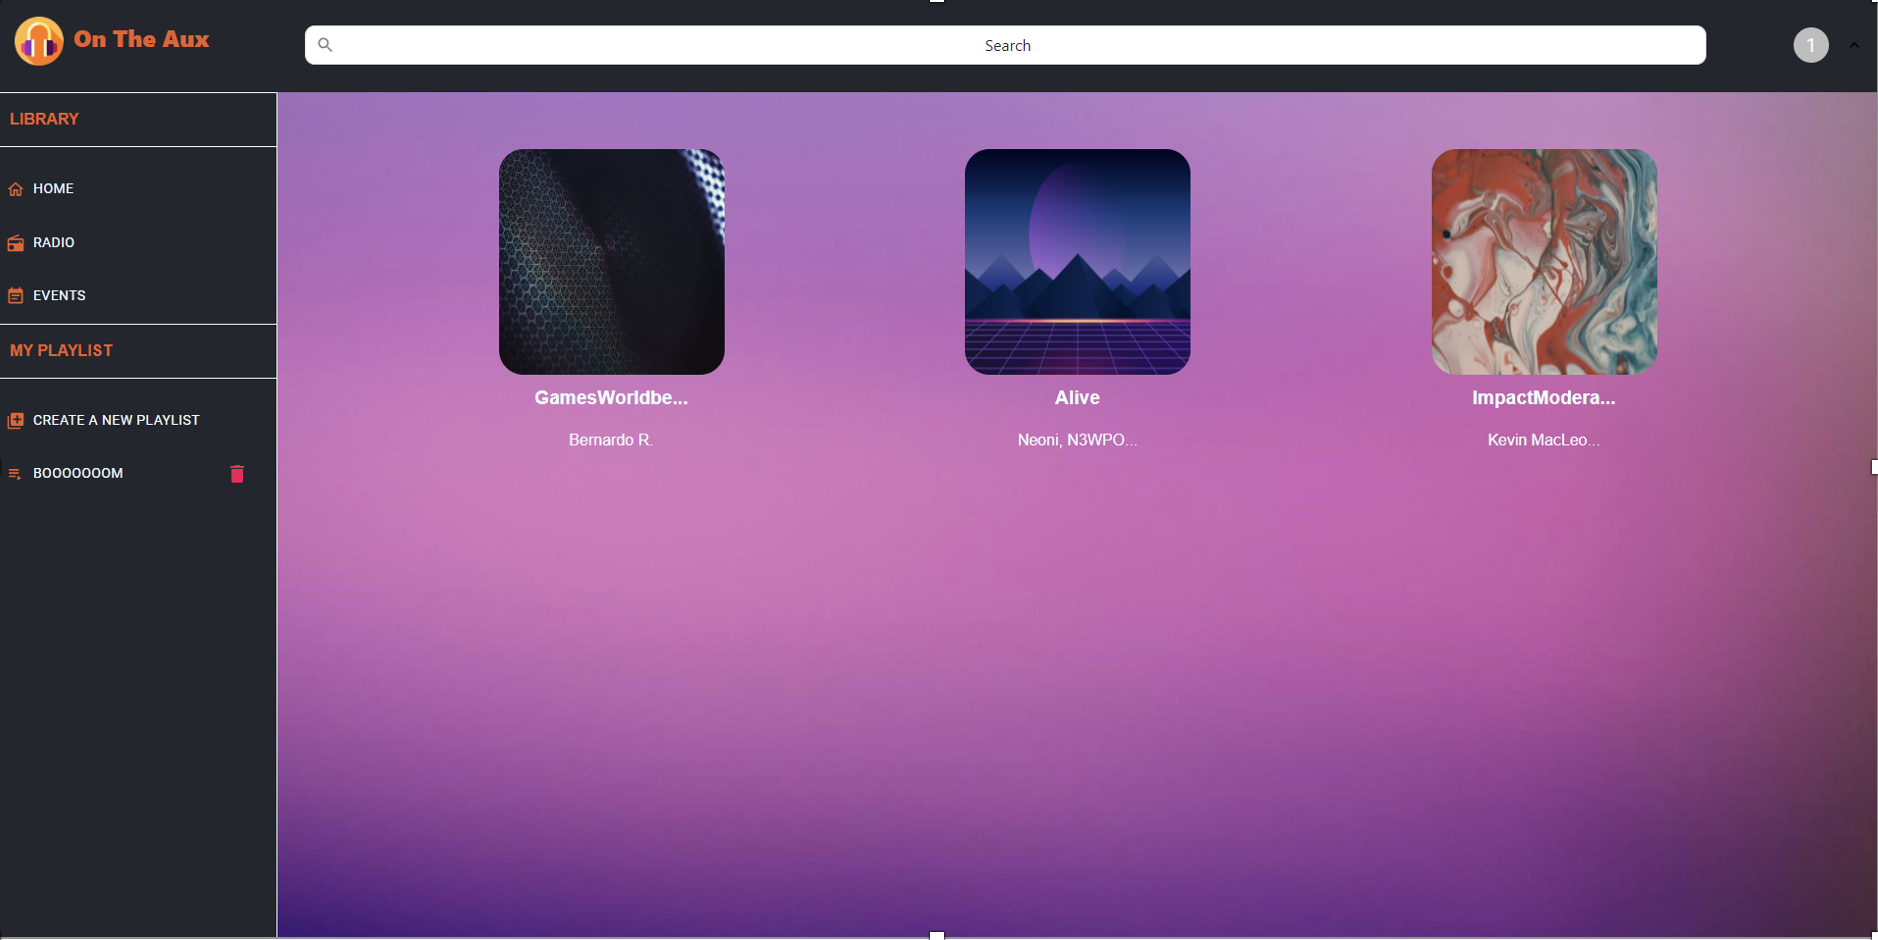 On The Aux
Search
1
LIBRARY
HOME
RADIO
EVENTS
MY PLAYLIST
CREATE A NEW PLAYLIST
BOOOOOOOM
GamesWorldbe...
Bernardo R.
Alive
Neoni, N3WPO...
ImpactModera...
Kevin MacLeo...